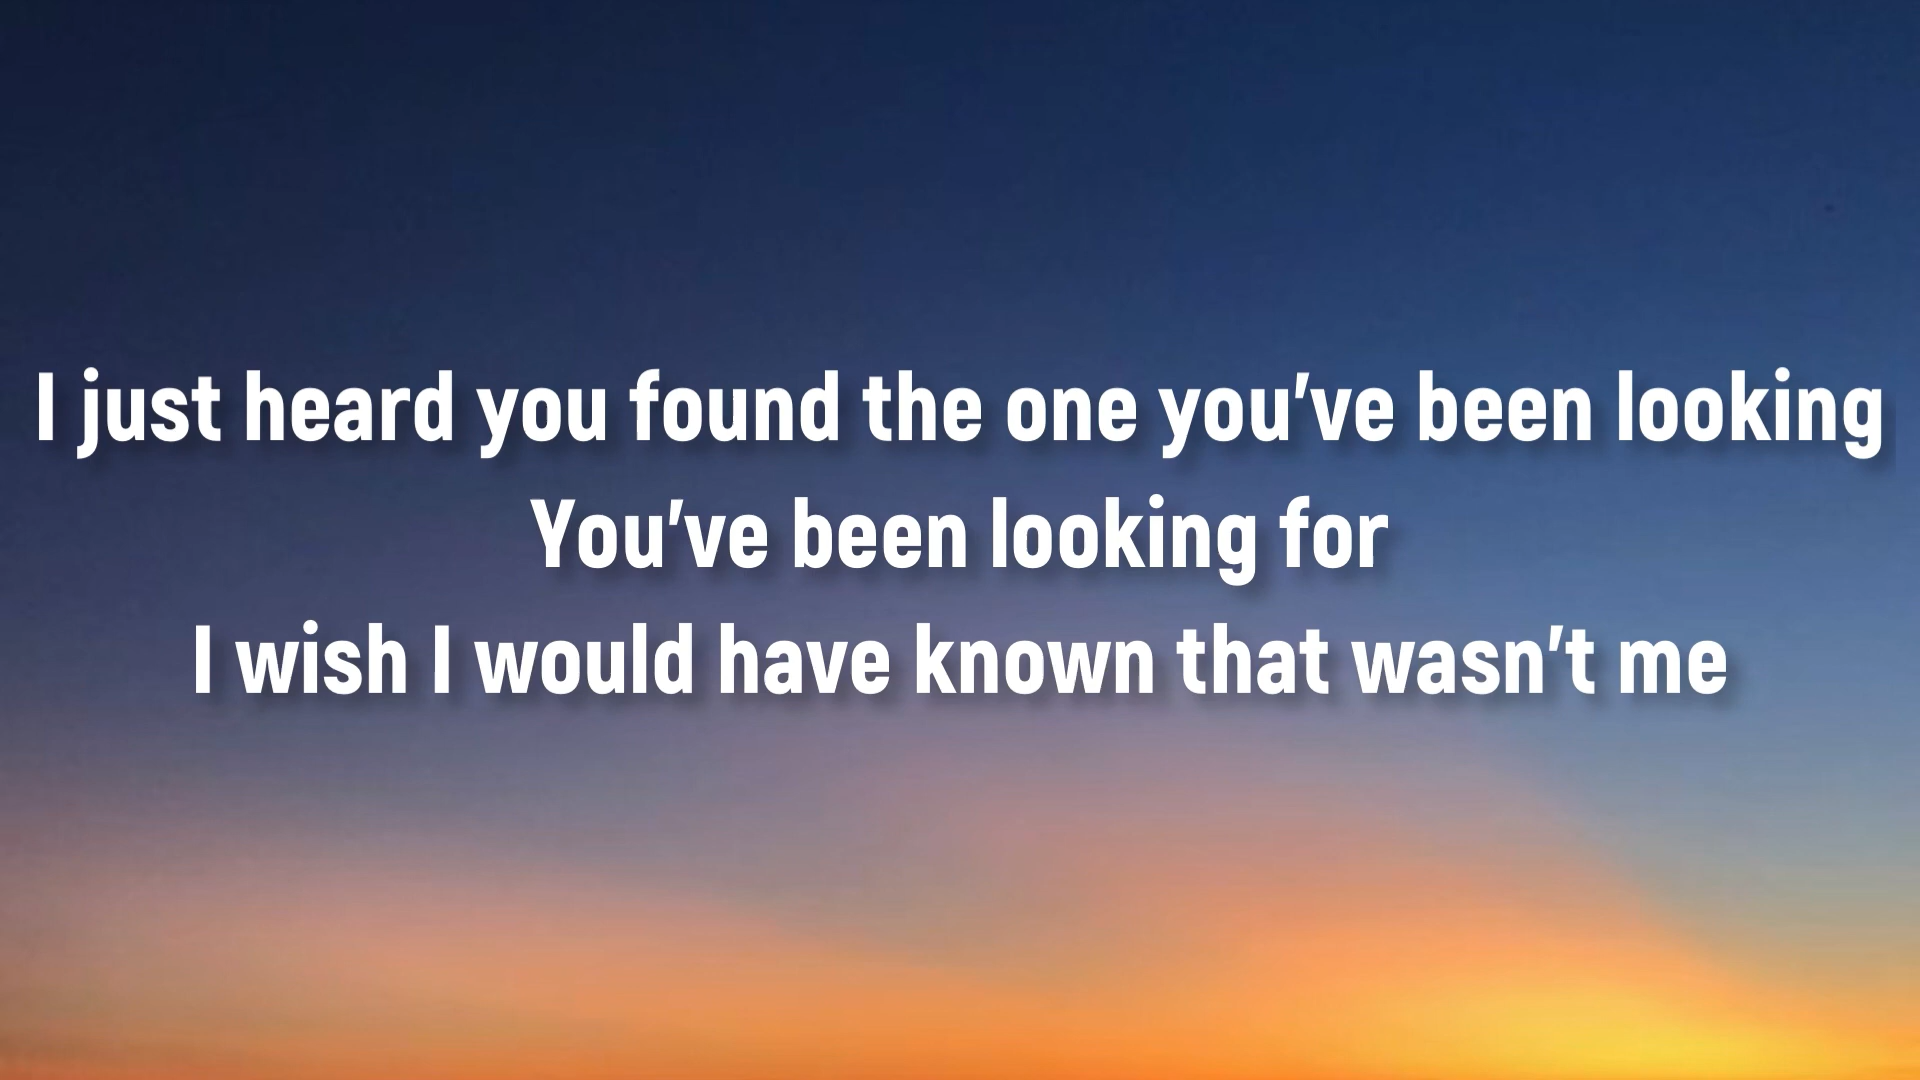 I just heard you found the one you’ve been looking
You’ve been looking for
I wish I would have known that wasn’t me